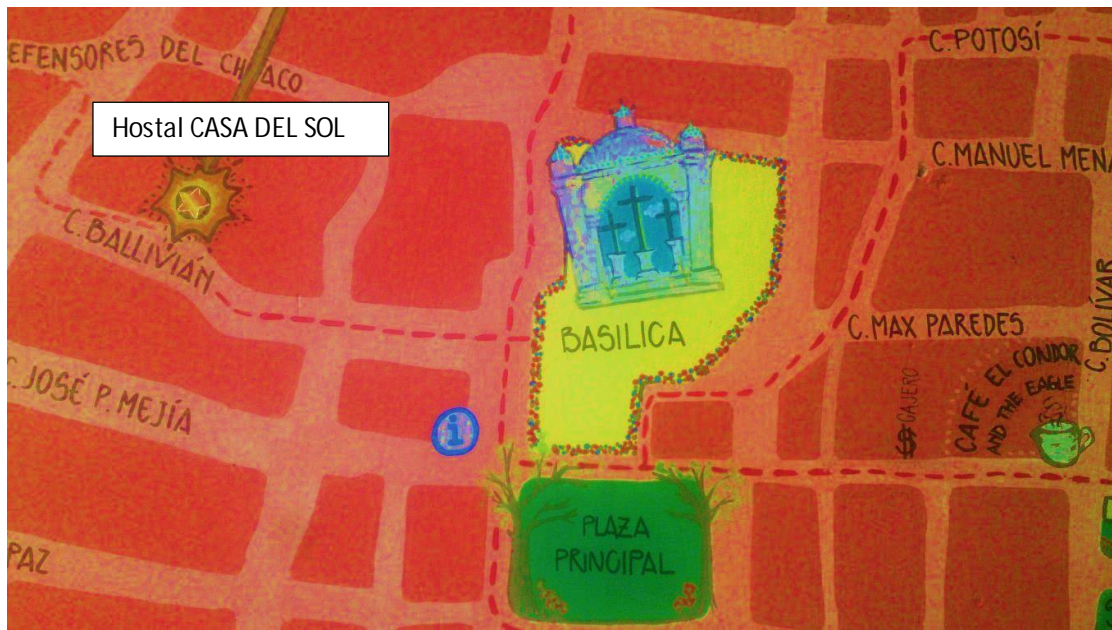 C.POTOSÍ
EFENSORES DEL CHACO
Hostal CASA DEL SOL
C.MANUEL MEN
C.BALLIVIÁN
BASILICA
C.MAX PAREDES
C.BOLÍVAR
C. JOSÉ P. MEJÍA
i
$ CAJERO
CAFÉ EL CONDOR
AND THE EAGLE
PLAZA
PRINCIPAL
PAZ